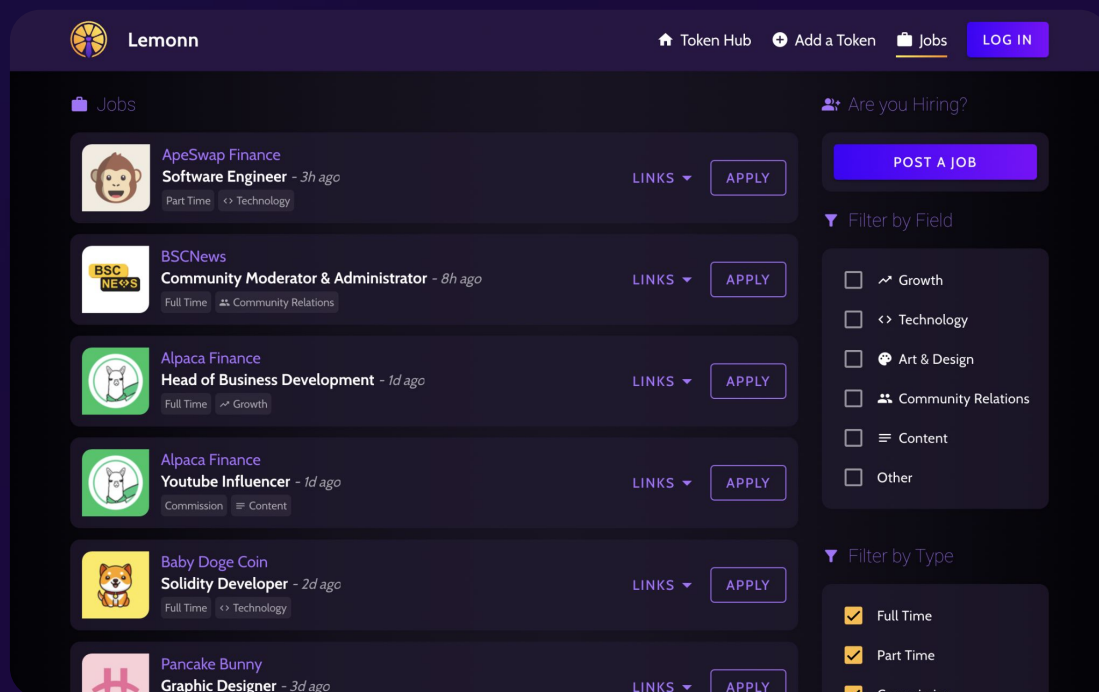 Lemonn
Token Hub
Add a Token
Jobs
LOG IN
Jobs
ApeSwap Finance
Software Engineer - 3h ago
Part Time
<> Technology
LINKS
APPLY
BSC
NE<>S
BSCNews
Community Moderator & Administrator - 8h ago
Full Time
Community Relations
LINKS
APPLY
Alpaca Finance
Head of Business Development - 1d ago
Full Time
Growth
LINKS
APPLY
Alpaca Finance
Youtube Influencer - 1d ago
Commission
Content
LINKS
APPLY
Baby Doge Coin
Solidity Developer - 2d ago
Full Time
<> Technology
LINKS
APPLY
Pancake Bunny
Graphic Designer - 3d ago
LINKS
APPLY
Are you Hiring?
POST A JOB
Filter by Field
Growth
<> Technology
Art & Design
Community Relations
Content
Other
Filter by Type
Full Time
Part Time